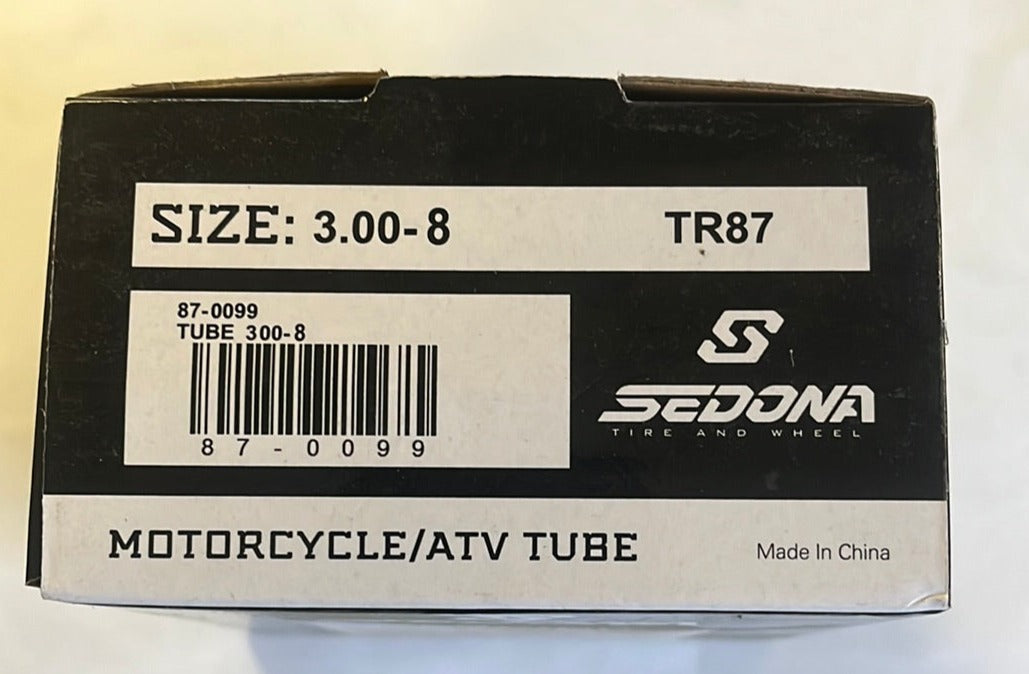 SIZE: 3.00-8 TR87
87-0099
TUBE 300-8
87-0099
S
SEDONA
TIRE AND WHEEL
MOTORCYCLE/ATV TUBE
Made In China